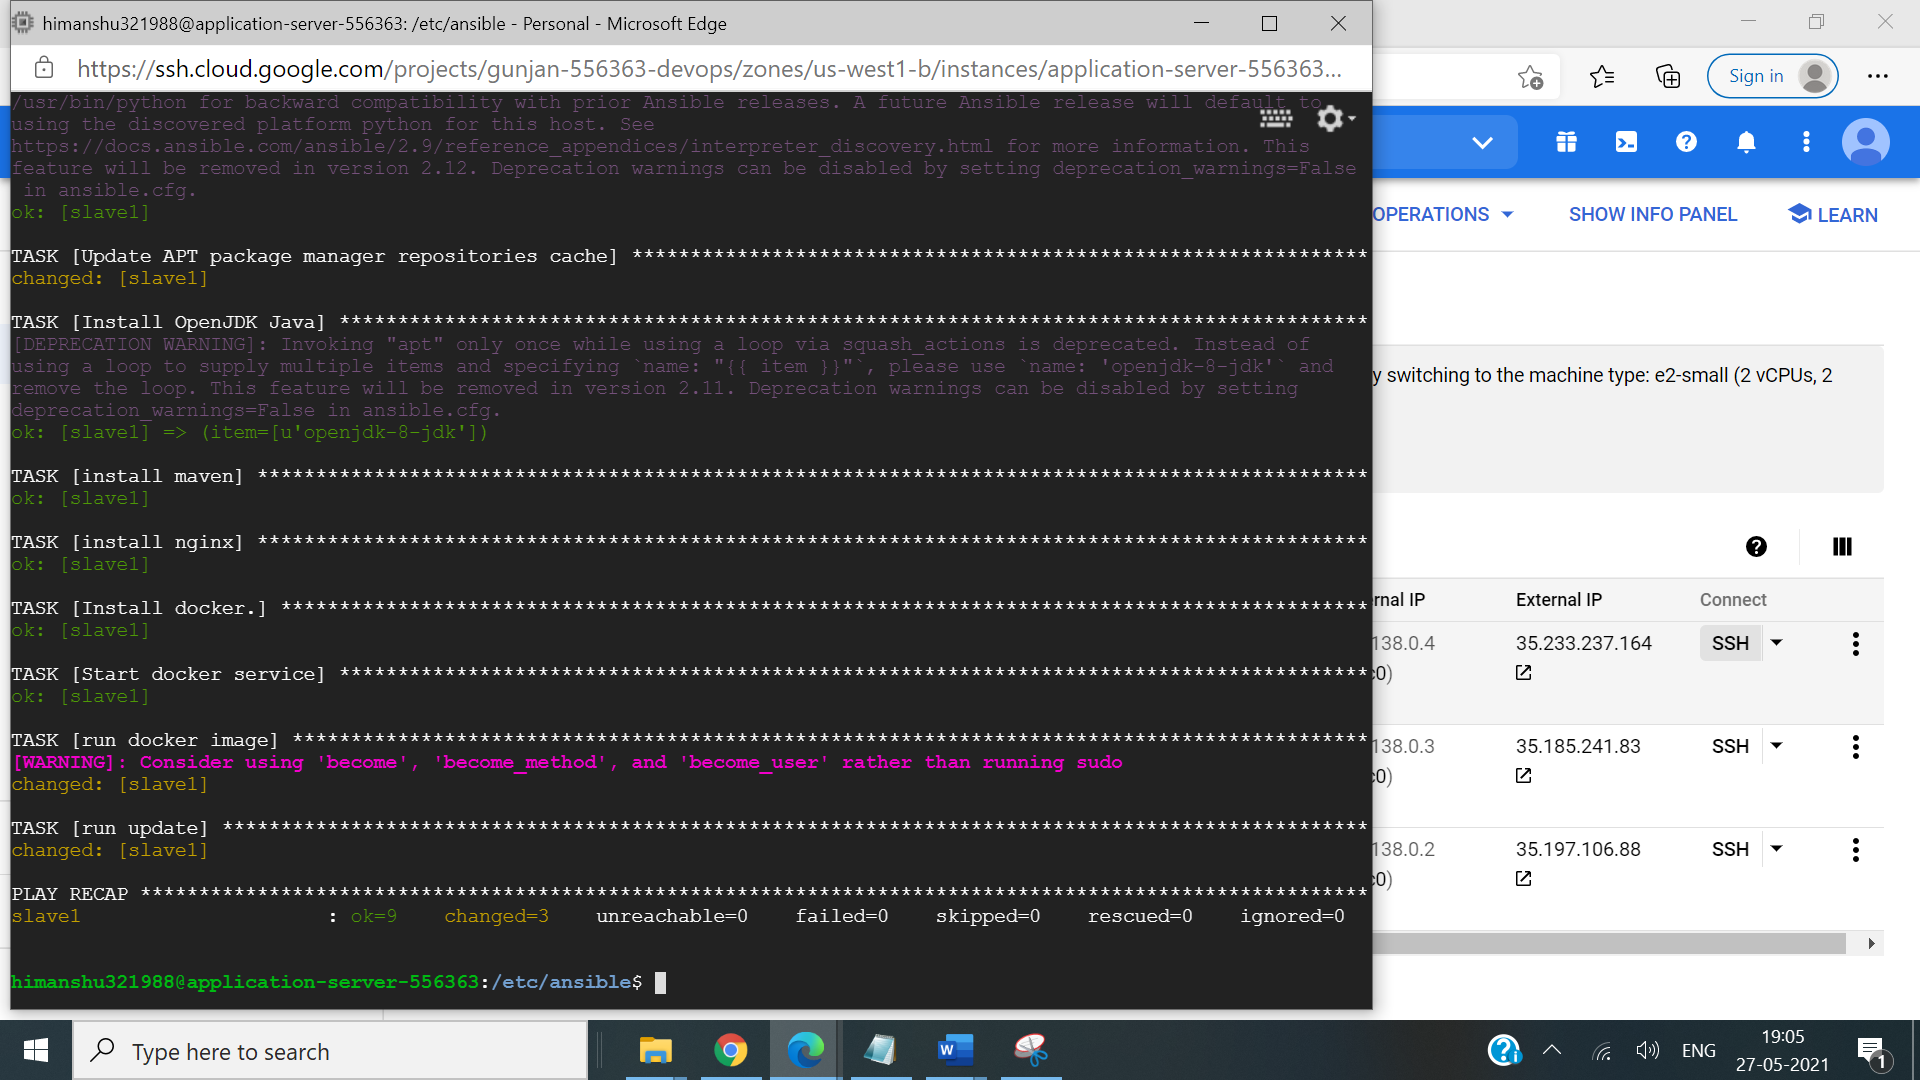 himanshu321988@application-server-556363: /etc/ansible - Personal - Microsoft Edge
https://ssh.cloud.google.com/projects/gunjan-556363-devops/zones/us-west1-b/instances/application-server-556363...
/usr/bin/python for backward compatibility with prior Ansible releases. A future Ansible release will default to
using the discovered platform python for this host. See
https://docs.ansible.com/ansible/2.9/reference_appendices/interpreter_discovery.html for more information. This
feature will be removed in version 2.12. Deprecation warnings can be disabled by setting deprecation_warnings=False
 in ansible.cfg.
ok: [slave1]
TASK [Update APT package manager repositories cache] ***************************************************************
changed: [slave1]
TASK [Install OpenJDK Java] ****************************************************************************************
[DEPRECATION WARNING]: Invoking "apt" only once while using a loop via squash_actions is deprecated. Instead of
using a loop to supply multiple items and specifying `name: "{{ item }}"`, please use `name: 'openjdk-8-jdk'` and
remove the loop. This feature will be removed in version 2.11. Deprecation warnings can be disabled by setting
deprecation_warnings=False in ansible.cfg.
ok: [slave1] => (item=[u'openjdk-8-jdk'])
TASK [install maven] ***********************************************************************************************
ok: [slave1]
TASK [install nginx] ***********************************************************************************************
ok: [slave1]
TASK [Install docker.] *********************************************************************************************
ok: [slave1]
TASK [Start docker service] ****************************************************************************************
ok: [slave1]
TASK [run docker image] ********************************************************************************************
[WARNING]: Consider using 'become', 'become_method', and 'become_user' rather than running sudo
changed: [slave1]
TASK [run update] **************************************************************************************************
changed: [slave1]
PLAY RECAP *********************************************************************************************************
slave1 : ok=9 changed=3 unreachable=0 failed=0 skipped=0 rescued=0 ignored=0
himanshu321988@application-server-556363:/etc/ansible$
Sign in
OPERATIONS SHOW INFO PANEL LEARN
y switching to the machine type: e2-small (2 vCPUs, 2
rnal IP External IP Connect
138.0.4 35.233.237.164 SSH
c0)
138.0.3 35.185.241.83 SSH
c0)
138.0.2 35.197.106.88 SSH
c0)
Type here to search
ENG
19:05
27-05-2021
1